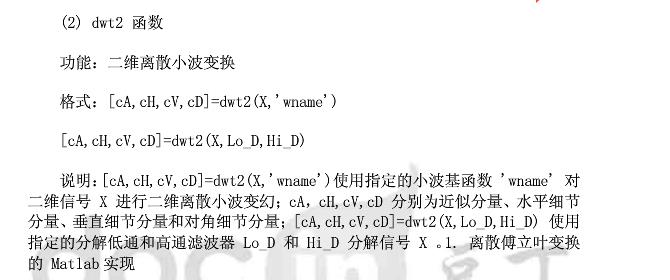 (2) dwt2 函数
功能: 二维离散小波变换
格式: [cA,cH,cV,cD]=dwt2(X,'wname')
[cA,cH,cV,cD]=dwt2(X,Lo_D,Hi_D)
说明:[cA,cH,cV,cD]=dwt2(X,'wname')使用指定的小波基函数 'wname' 对
二维信号 X 进行二维离散小波变幻; cA, cH,cV,cD 分别为近似分量、水平细节
分量、垂直细节分量和对角细节分量; [cA,cH,cV,cD]=dwt2(X,Lo_D,Hi_D) 使用
指定的分解低通和高通滤波器 Lo_D 和 Hi_D 分解信号 X 。1. 离散傅立叶变换
的 Matlab实现